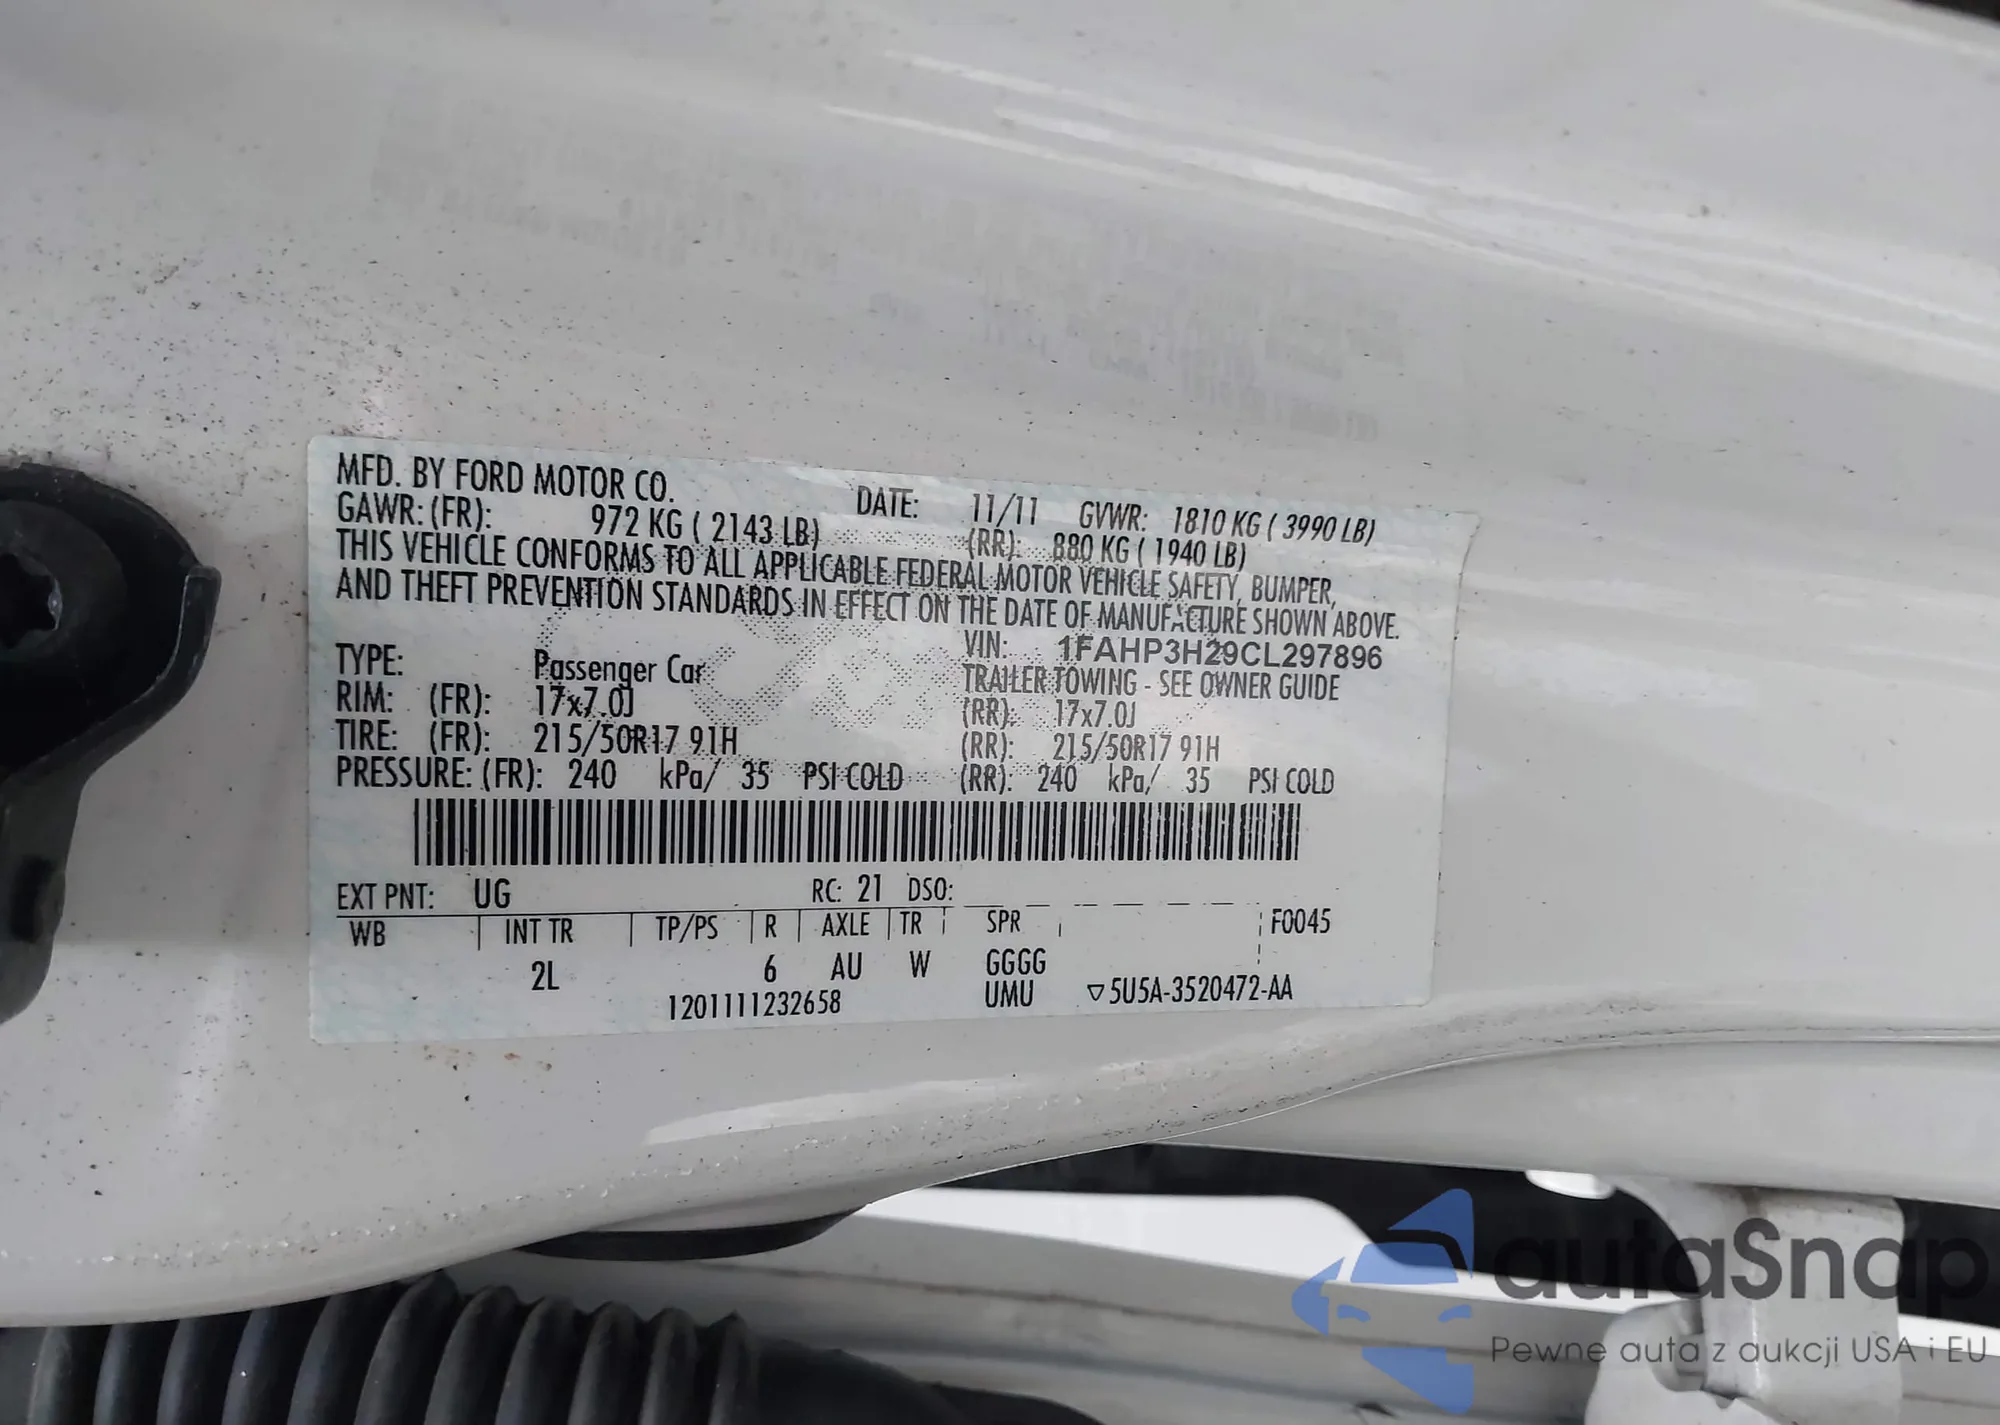 MFD. BY FORD MOTOR CO.
DATE: 11/11 GVWR: 1810 KG ( 3990 LB)
GAWR: (FR): 972 KG ( 2143 LB) (RR) 880 KG ( 1940 LB)
THIS VEHICLE CONFORMS TO ALL APPLICABLE FEDERAL MOTOR VEHICLE SAFETY, BUMPER,
AND THEFT PREVENTION STANDARDS IN EFFECT ON THE DATE OF MANUFACTURE SHOWN ABOVE.
VIN: 1FAHP3H29CL297896
TYPE: Passenger Car TRAILER TOWING - SEE OWNER GUIDE
RIM: (FR): 17x7.0J (RR): 17x7.0J
TIRE: (FR): 215/50R17 91H (RR): 215/50R17 91H
PRESSURE: (FR): 240 kPa/ 35 PSI COLD (RR): 240 kPa/ 35 PSI COLD
EXT PNT: UG RC: 21 DSO:
WB INT TR TP/PS R AXLE TR SPR F0045
2L 6 AU W GGGG
1201111232658 UMU ▽5U5A-3520472-AA
autaSnap
Pewne auta z aukcji USA i EU